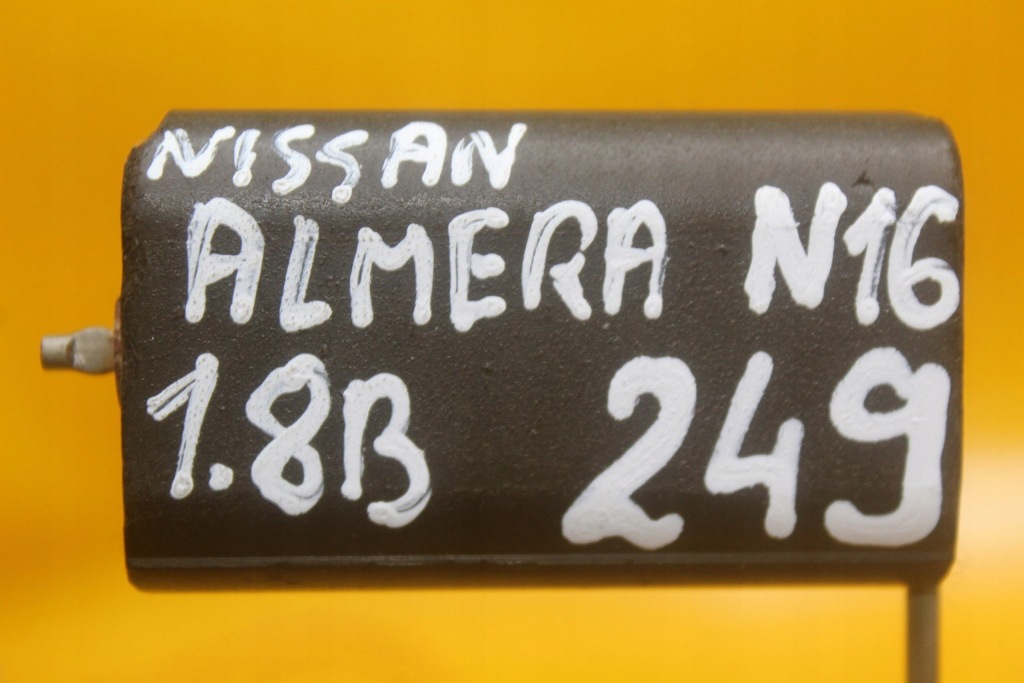 NISSAN
ALMERA N16
1.8B 249